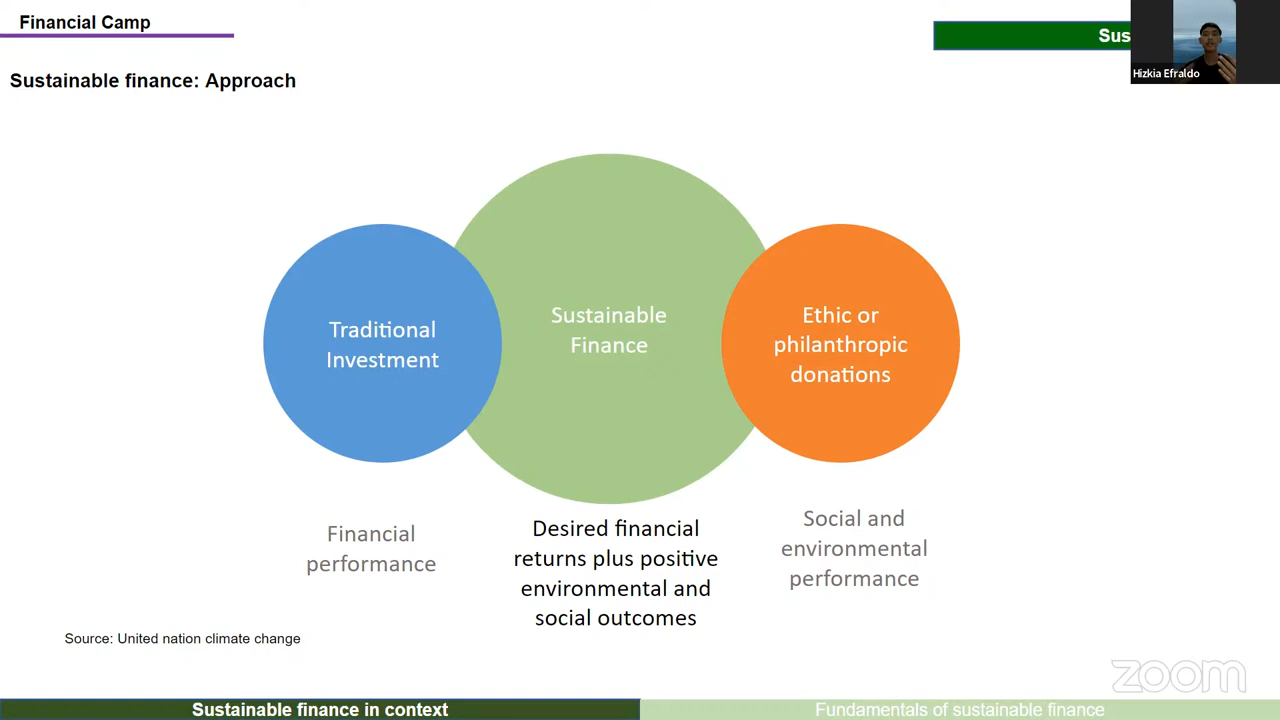 Financial Camp
Sus
Hizkia Efraldo
Sustainable finance: Approach
Traditional
Investment
Sustainable
Finance
Ethic or
philanthropic
donations
Financial
performance
Desired financial
returns plus positive
environmental and
social outcomes
Social and
environmental
performance
Source: United nation climate change
zoom
Sustainable finance in context
Fundamentals of sustainable finance